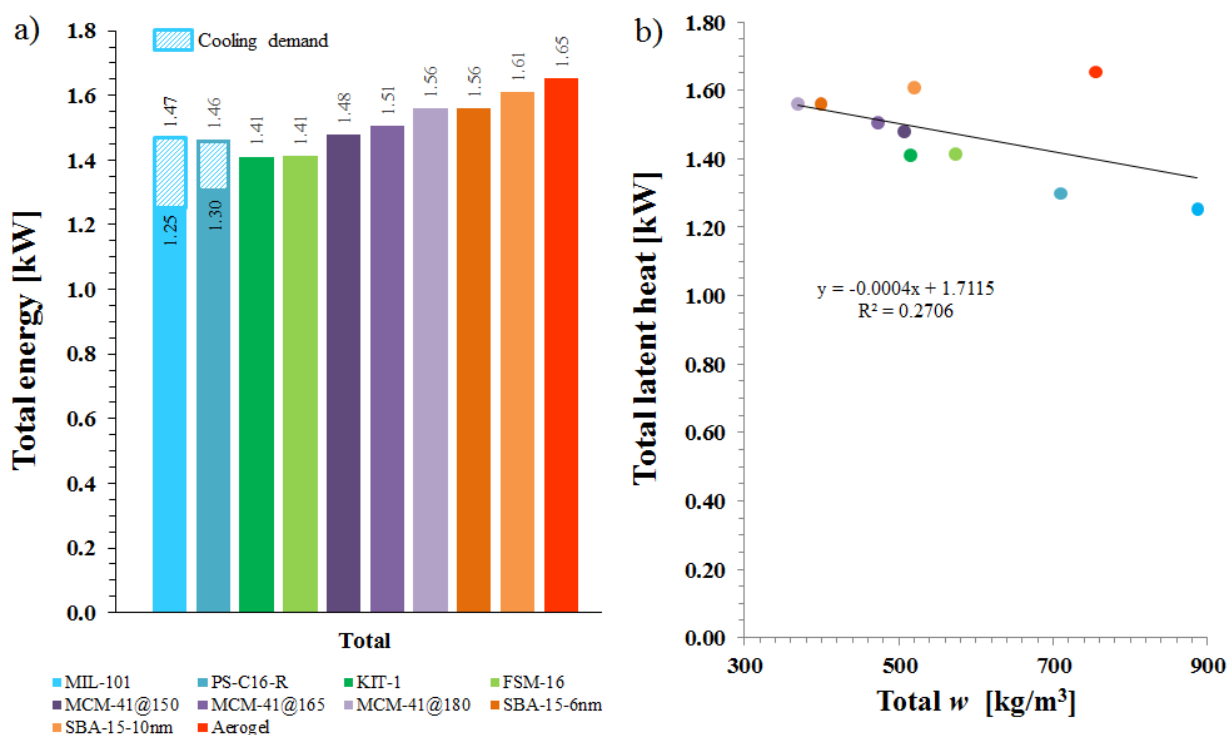 a)
Cooling demand
1.47
1.46
1.41
1.41
1.48
1.51
1.56
1.56
1.61
1.65
1.25
1.30
Total energy [kW]
1.8
1.6
1.4
1.2
1.0
0.8
0.6
0.4
0.2
0.0
Total
MIL-101 PS-C16-R KIT-1 FSM-16
MCM-41@150 MCM-41@165 MCM-41@180 SBA-15-6nm
SBA-15-10nm Aerogel
b)
Total latent heat [kW]
1.80
1.60
1.40
1.20
1.00
0.80
0.60
0.40
0.20
0.00
y = -0.0004x + 1.7115
R² = 0.2706
300 500 700 900
Total w [kg/m³]